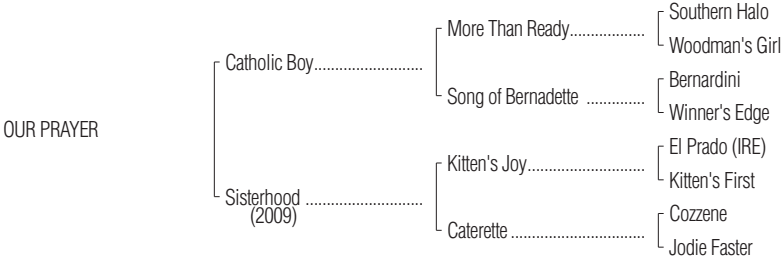 Southern Halo
More Than Ready...................
Woodman's Girl
Catholic Boy..........................
Bernardini
Song of Bernadette ..............
Winner's Edge
OUR PRAYER
El Prado (IRE)
Kitten's Joy............................
Kitten's First
Sisterhood ............................
(2009)
Cozzene
Caterette ................................
Jodie Faster